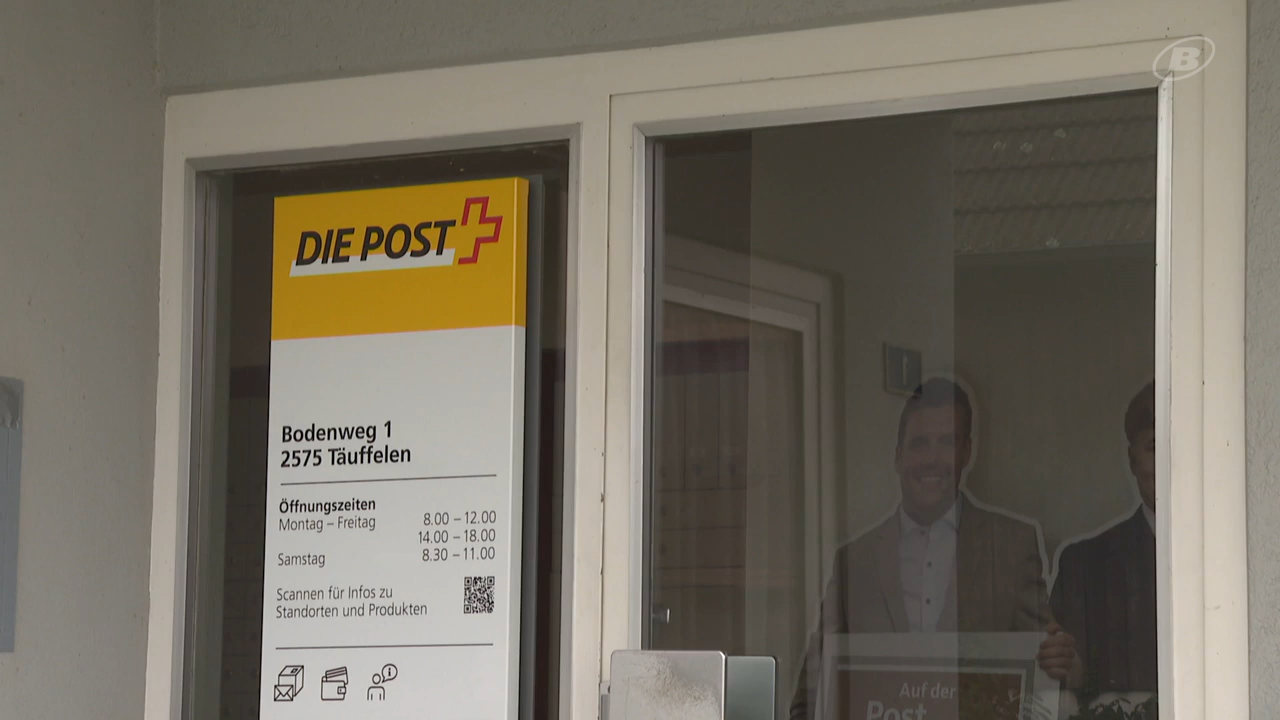 B
DIE POST
Bodenweg 1
2575 Täuffelen
Öffnungszeiten
Montag – Freitag 8.00 – 12.00
14.00 – 18.00
Samstag 8.30 – 11.00
Scannen für Infos zu
Standorten und Produkten
i
Auf der
Post